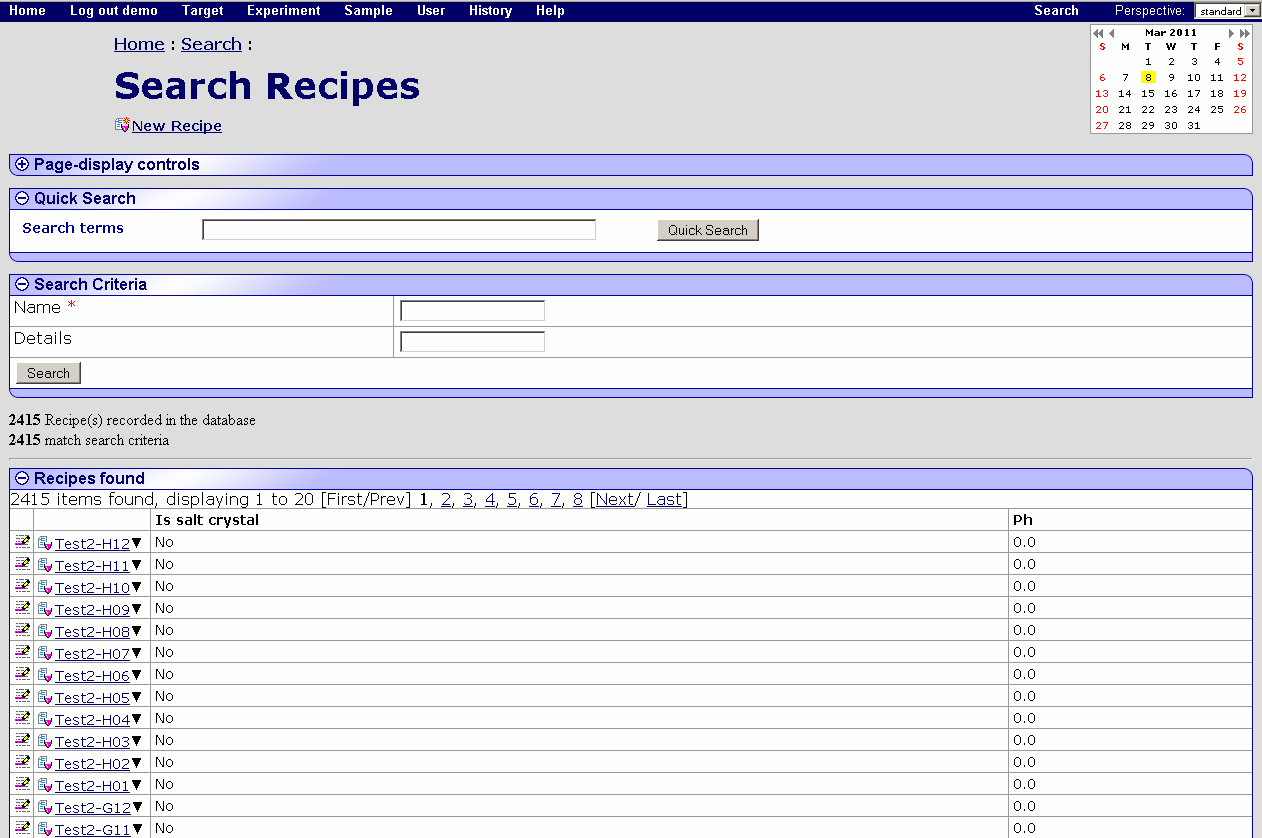 Home Log out demo Target Experiment Sample User History Help Search Perspective: standard
Home : Search :
Search Recipes
New Recipe
Mar 2011
S M T W T F S
1 2 3 4 5
6 7 8 9 10 11 12
13 14 15 16 17 18 19
20 21 22 23 24 25 26
27 28 29 30 31
Page-display controls
Quick Search
Search terms Quick Search
Search Criteria
Name *
Details
Search
2415 Recipe(s) recorded in the database
2415 match search criteria
Recipes found
2415 items found, displaying 1 to 20 [First/Prev] 1, 2, 3, 4, 5, 6, 7, 8 [Next/ Last]
Is salt crystal Ph
Test2-H12▼ No 0.0
Test2-H11▼ No 0.0
Test2-H10▼ No 0.0
Test2-H09▼ No 0.0
Test2-H08▼ No 0.0
Test2-H07▼ No 0.0
Test2-H06▼ No 0.0
Test2-H05▼ No 0.0
Test2-H04▼ No 0.0
Test2-H03▼ No 0.0
Test2-H02▼ No 0.0
Test2-H01▼ No 0.0
Test2-G12▼ No 0.0
Test2-G11▼ No 0.0